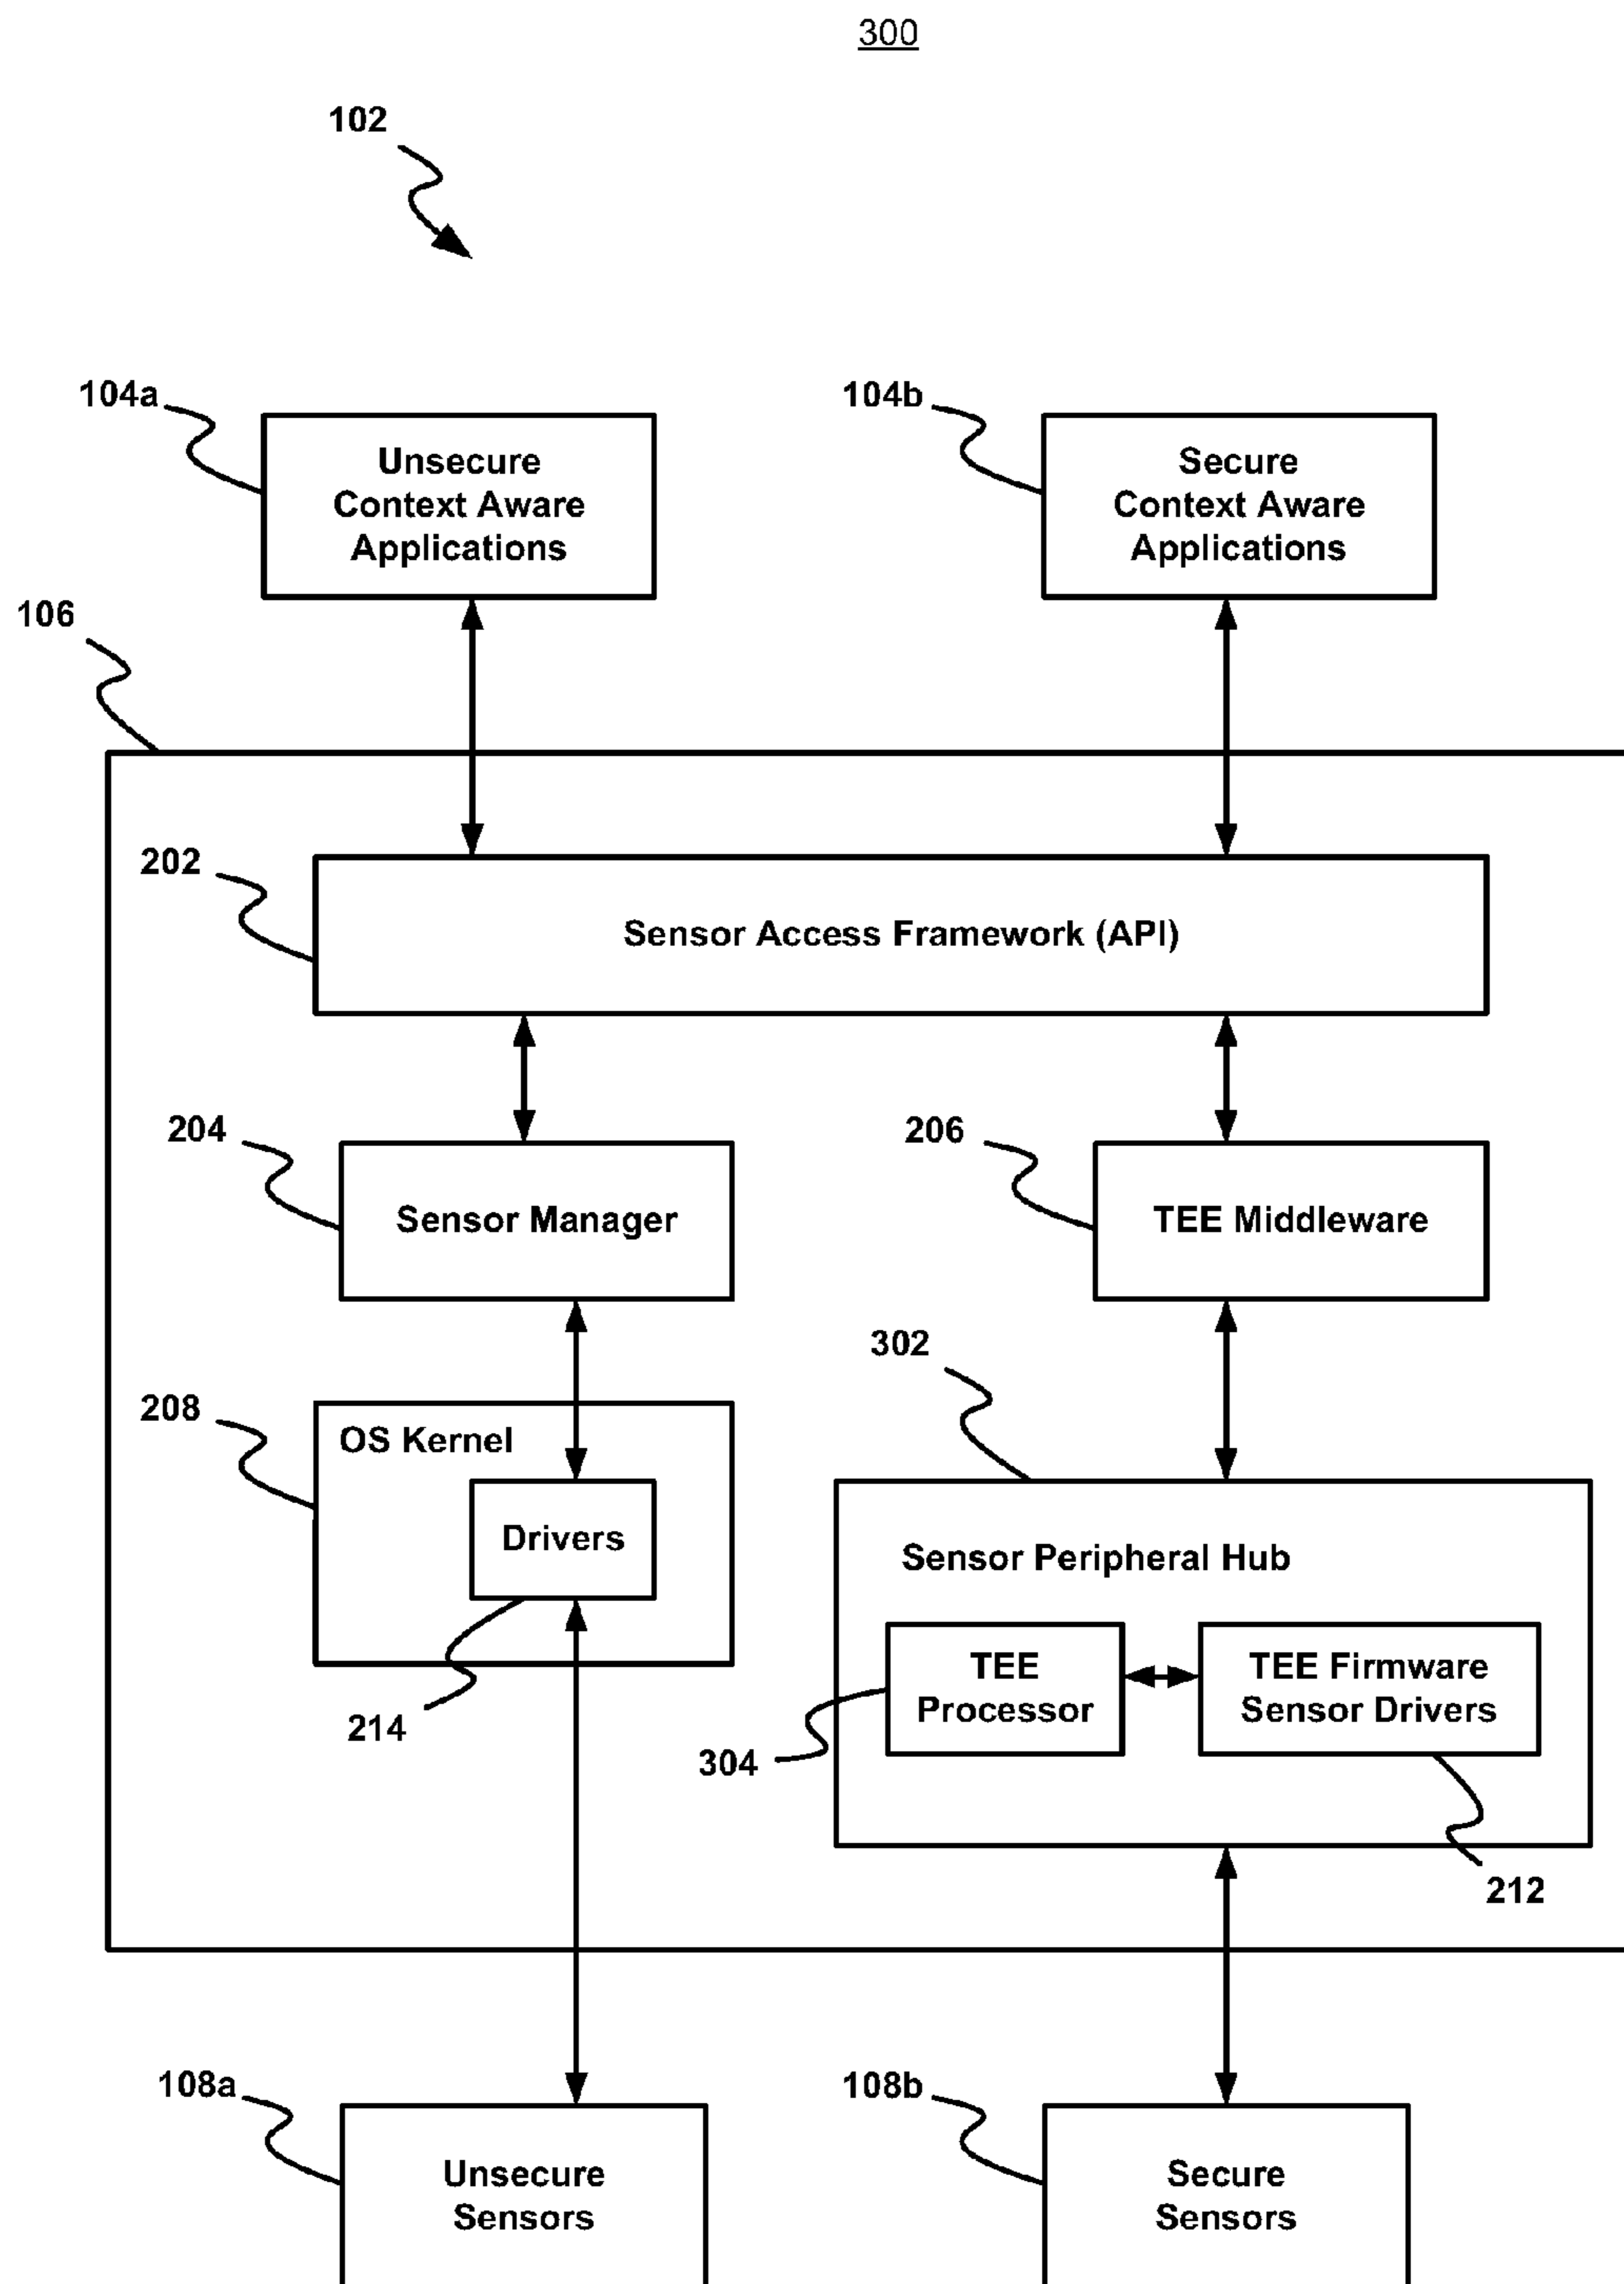 300
102
104a
104b
Unsecure
Context Aware
Applications
Secure
Context Aware
Applications
106
202
Sensor Access Framework (API)
204
206
Sensor Manager
TEE Middleware
302
208
OS Kernel
Drivers
Sensor Peripheral Hub
TEE
Processor
TEE Firmware
Sensor Drivers
214
304
212
108a
108b
Unsecure
Sensors
Secure
Sensors